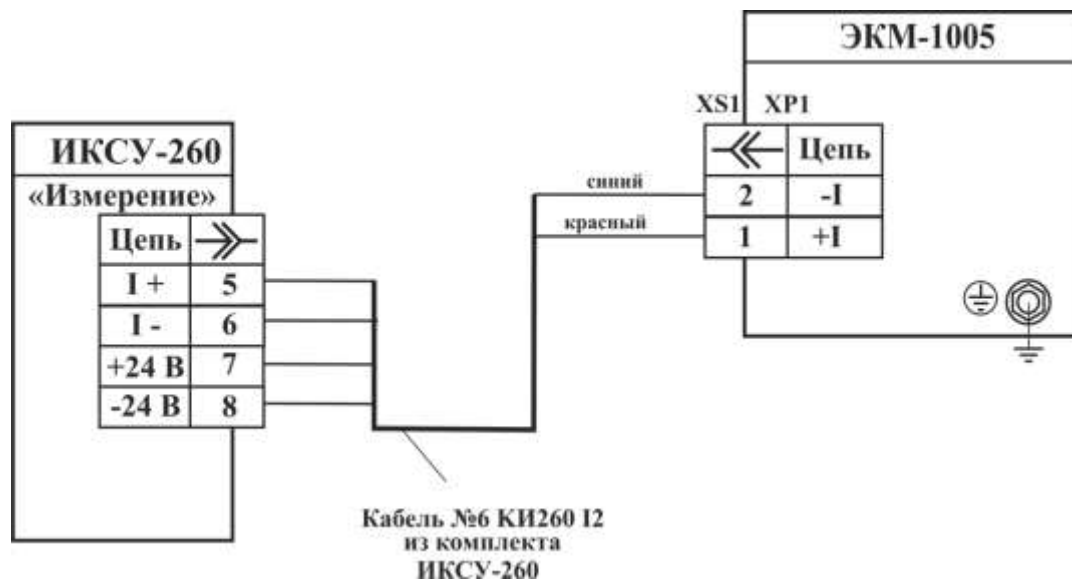 ЭКМ-1005
XS1 XP1
Цепь
2 -I
1 +I
синий
красный
ИКСУ-260
«Измерение»
Цепь
I + 5
I - 6
+24 В 7
-24 В 8
Кабель №6 КИ260 I2
из комплекта
ИКСУ-260